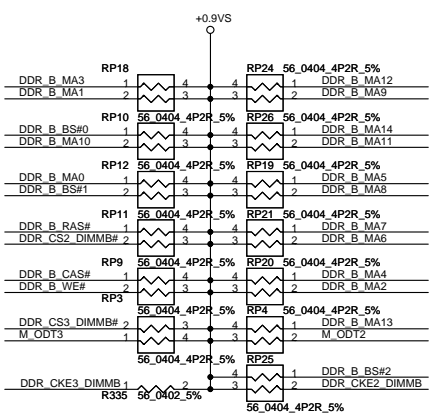 +0.9VS
RP18 RP24 56_0404_4P2R_5%
DDR_B_MA3 1 4 4 1 DDR_B_MA12
DDR_B_MA1 2 3 3 2 DDR_B_MA9
RP10 56_0404_4P2R_5% RP26 56_0404_4P2R_5%
DDR_B_BS#0 1 4 4 1 DDR_B_MA14
DDR_B_MA10 2 3 3 2 DDR_B_MA11
RP12 56_0404_4P2R_5% RP19 56_0404_4P2R_5%
DDR_B_MA0 1 4 4 1 DDR_B_MA5
DDR_B_BS#1 2 3 3 2 DDR_B_MA8
RP11 56_0404_4P2R_5% RP21 56_0404_4P2R_5%
DDR_B_RAS# 1 4 4 1 DDR_B_MA7
DDR_CS2_DIMMB# 2 3 3 2 DDR_B_MA6
RP9 56_0404_4P2R_5% RP20 56_0404_4P2R_5%
DDR_B_CAS# 1 4 4 1 DDR_B_MA4
DDR_B_WE# 2 3 3 2 DDR_B_MA2
RP3 56_0404_4P2R_5% RP4 56_0404_4P2R_5%
DDR_CS3_DIMMB# 2 3 4 1 DDR_B_MA13
M_ODT3 1 4 3 2 M_ODT2
56_0404_4P2R_5% RP25 56_0404_4P2R_5%
4 1 DDR_B_BS#2
DDR_CKE3_DIMMB 1 2 3 2 DDR_CKE2_DIMMB
R335 56_0402_5%
56_0404_4P2R_5%